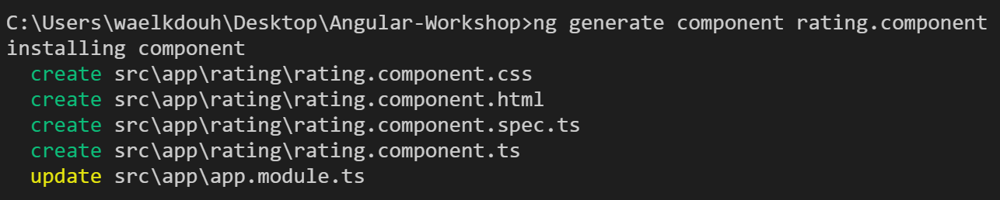 C:\Users\waelkdouh\Desktop\Angular-Workshop>ng generate component rating.component
installing component
  create src\app\rating\rating.component.css
  create src\app\rating\rating.component.html
  create src\app\rating\rating.component.spec.ts
  create src\app\rating\rating.component.ts
  update src\app\app.module.ts